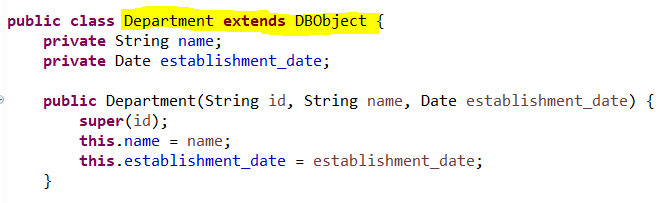 public class Department extends DBObject {
    private String name;
    private Date establishment_date;
    public Department(String id, String name, Date establishment_date) {
        super(id);
        this.name = name;
        this.establishment_date = establishment_date;
    }